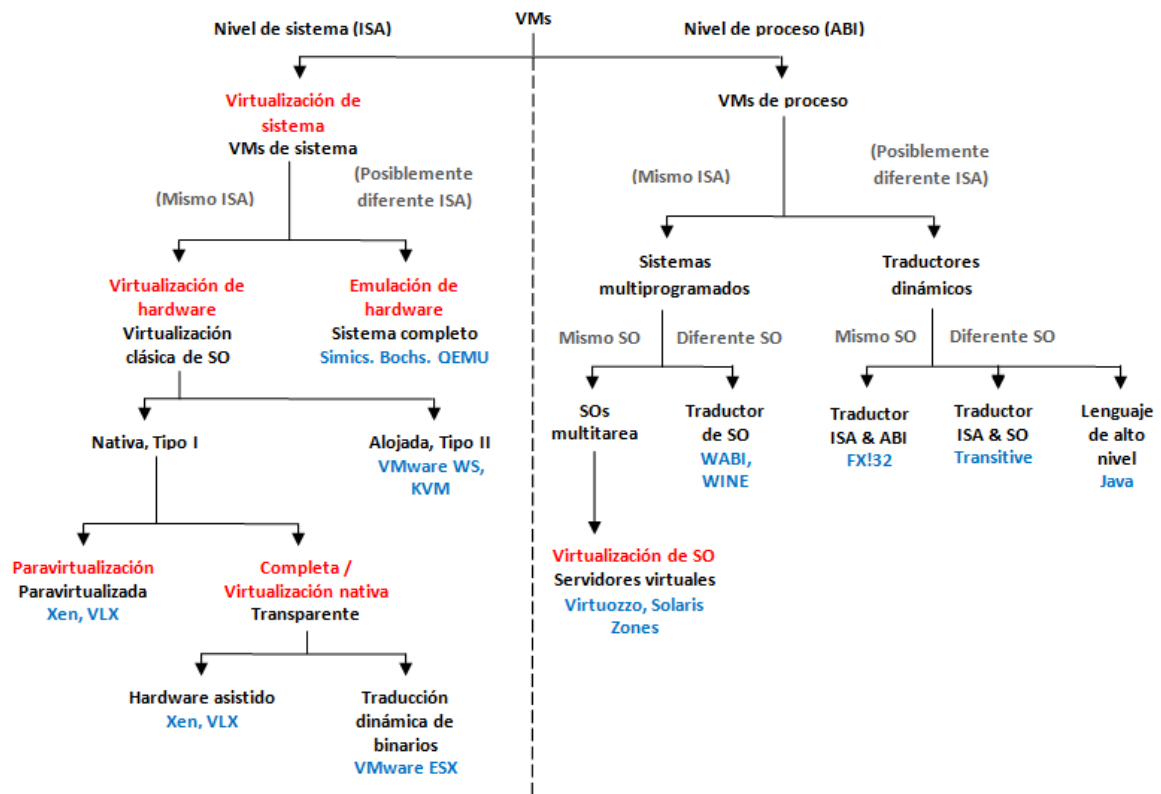 VMs
Nivel de sistema (ISA)
Nivel de proceso (ABI)
Virtualización de
sistema
VMs de sistema
(Mismo ISA)
(Posiblemente
diferente ISA)
Virtualización de
hardware
Virtualización
clásica de SO
Emulación de
hardware
Sistema completo
Simics. Bochs. QEMU
Nativa, Tipo I
Alojada, Tipo II
VMware WS,
KVM
Paravirtualización
Paravirtualizada
Xen, VLX
Completa /
Virtualización nativa
Transparente
Hardware asistido
Xen, VLX
Traducción
dinámica de
binarios
VMware ESX
VMs de proceso
(Mismo ISA)
(Posiblemente
diferente ISA)
Sistemas
multiprogramados
Traductores
dinámicos
Mismo SO
Diferente SO
Mismo SO
Diferente SO
SOs
multitarea
Traductor
de SO
WABI,
WINE
Traductor
ISA & ABI
FX!32
Traductor
ISA & SO
Transitive
Lenguaje
de alto
nivel
Java
Virtualización de SO
Servidores virtuales
Virtuozzo, Solaris
Zones